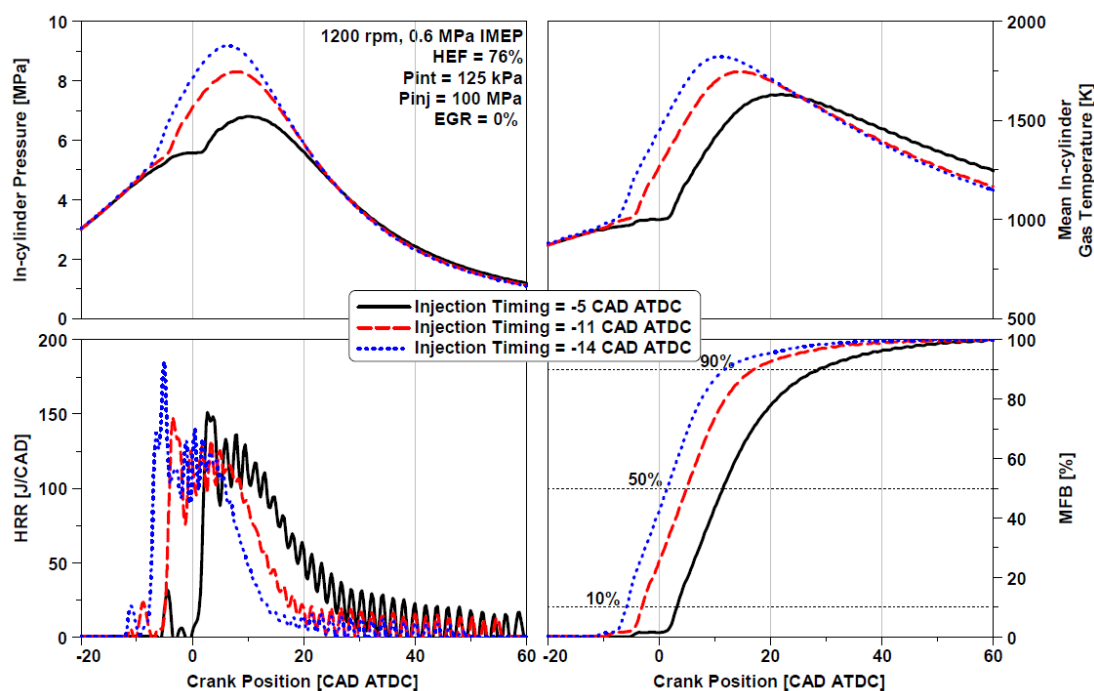 10
8
6
4
2
0
In-cylinder Pressure [MPa]
1200 rpm, 0.6 MPa IMEP
HEF = 76%
Pint = 125 kPa
Pinj = 100 MPa
EGR = 0%
2000
1500
1000
500
Mean In-cylinder
Gas Temperature [K]
Injection Timing = -5 CAD ATDC
Injection Timing = -11 CAD ATDC
Injection Timing = -14 CAD ATDC
200
150
100
50
0
HRR [J/CAD]
-20 0 20 40 60
Crank Position [CAD ATDC]
90%
50%
10%
100
80
60
40
20
0
MFB [%]
-20 0 20 40 60
Crank Position [CAD ATDC]